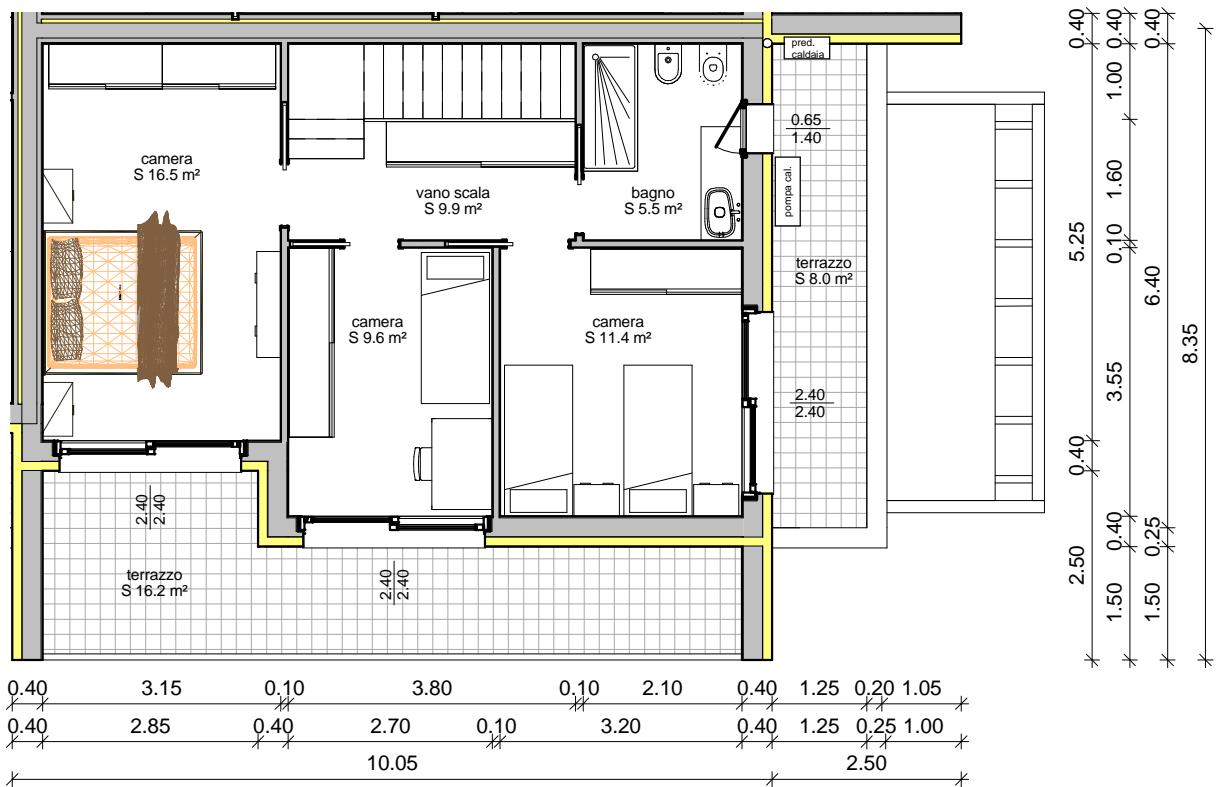 pred.
caldaia
0.65
1.40
camera
S 16.5 m²
vano scala
S 9.9 m²
bagno
S 5.5 m²
pompa cal.
terrazzo
S 8.0 m²
camera
S 9.6 m²
camera
S 11.4 m²
2.40
2.40
2.40
2.40
terrazzo
S 16.2 m²
2.40
2.40
0.40 5.25 0.40 2.50
0.40 1.00 1.60 0.10 3.55 0.40 1.50
0.40 6.40 0.25 1.50
8.35
0.40 3.15 0.10 3.80 0.10 2.10 0.40 1.25 0.20 1.05
0.40 2.85 0.40 2.70 0.10 3.20 0.40 1.25 0.25 1.00
10.05 2.50